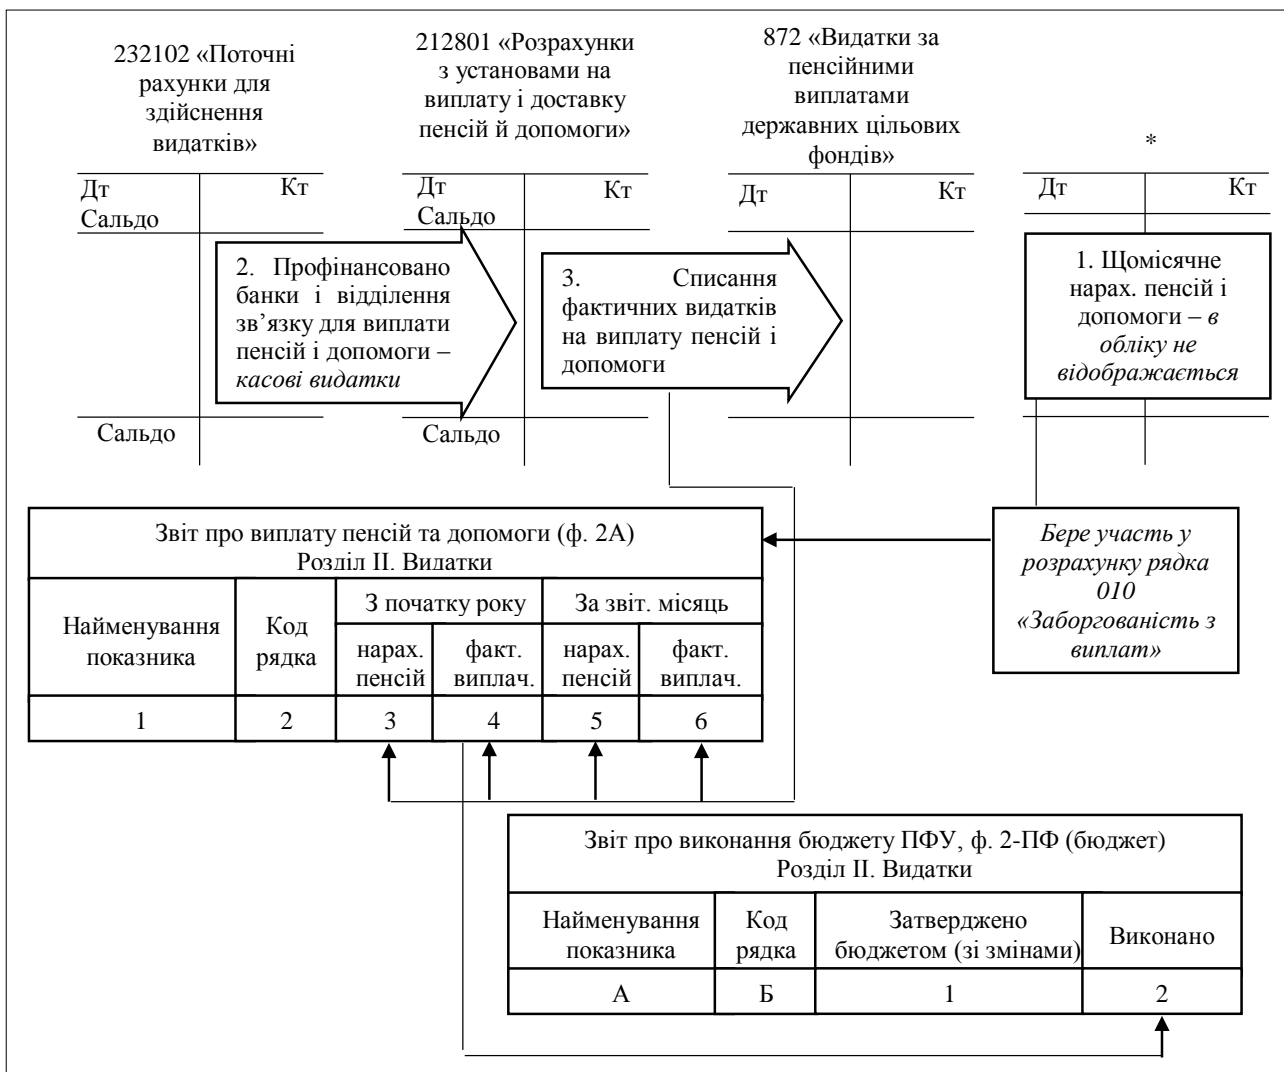 232102 «Поточні
рахунки для
здійснення
видатків»
212801 «Розрахунки
з установами на
виплату і доставку
пенсій й допомоги»
872 «Видатки за
пенсійними
виплатами
державних цільових
фондів»
*
Дт
Кт
Сальдо
Дт
Кт
Сальдо
Дт
Кт
Дт
Кт
2. Профінансовано
банки і відділення
зв’язку для виплати
пенсій і допомоги –
касові видатки
3. Списання
фактичних видатків
на виплату пенсій і
допомоги
1. Щомісячне
нарах. пенсій і
допомоги – в
обліку не
відображається
Сальдо
Сальдо
Звіт про виплату пенсій та допомоги (ф. 2А)
Розділ ІІ. Видатки
Найменування
показника
Код
рядка
З початку року
За звіт. місяць
нарах.
пенсій
факт.
виплач.
нарах.
пенсій
факт.
виплач.
1
2
3
4
5
6
Бере участь у
розрахунку рядка
010
«Заборгованість з
виплат»
Звіт про виконання бюджету ПФУ, ф. 2-ПФ (бюджет)
Розділ ІІ. Видатки
Найменування
показника
Код
рядка
Затверджено
бюджетом (зі змінами)
Виконано
А
Б
1
2